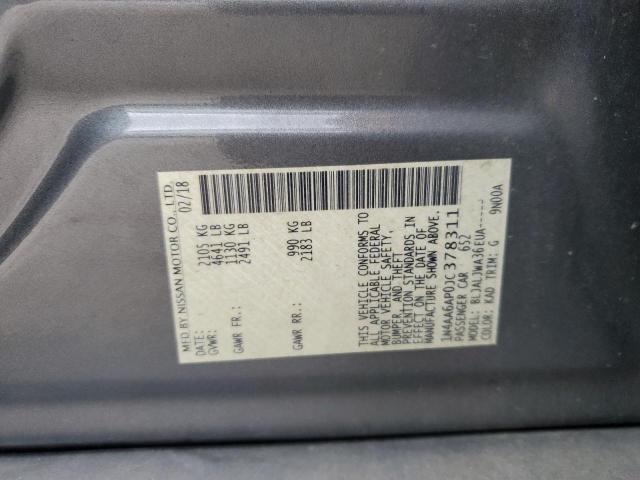 MFD BY NISSAN MOTOR CO., LTD.
DATE: 02/18
GVWR: 2105 KG
4641 LB
GAWR FR.: 1130 KG
2491 LB
GAWR RR.: 990 KG
2183 LB
THIS VEHICLE CONFORMS TO
ALL APPLICABLE FEDERAL
MOTOR VEHICLE SAFETY,
BUMPER, AND THEFT
PREVENTION STANDARDS IN
EFFECT ON THE DATE OF
MANUFACTURE SHOWN ABOVE.
1N4AA6AP0JC378311
PASSENGER CAR 652
MODEL: BLJALJWA36EUA-----
COLOR: KAD TRIM: G 9N00A